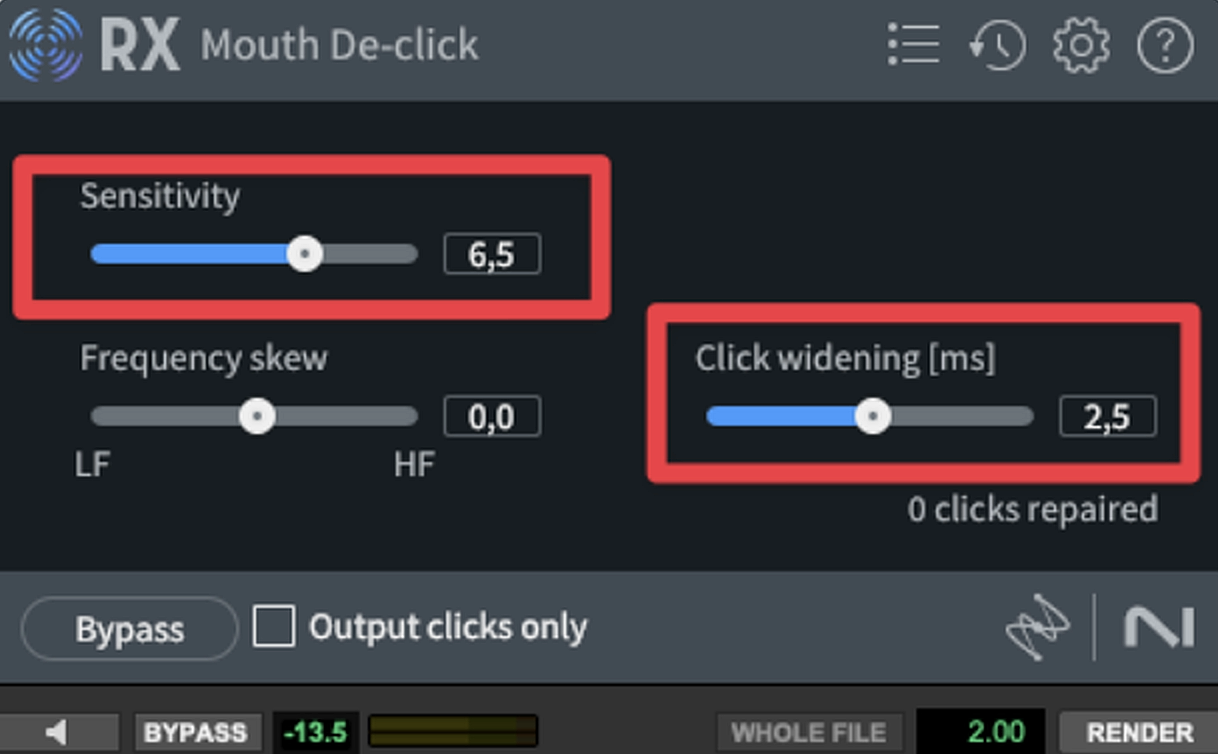 RX Mouth De-click
Sensitivity
6,5
Frequency skew
0,0
LF HF
Click widening [ms]
2,5
0 clicks repaired
Bypass
Output clicks only
BYPASS -13.5 WHOLE FILE 2.00 RENDER